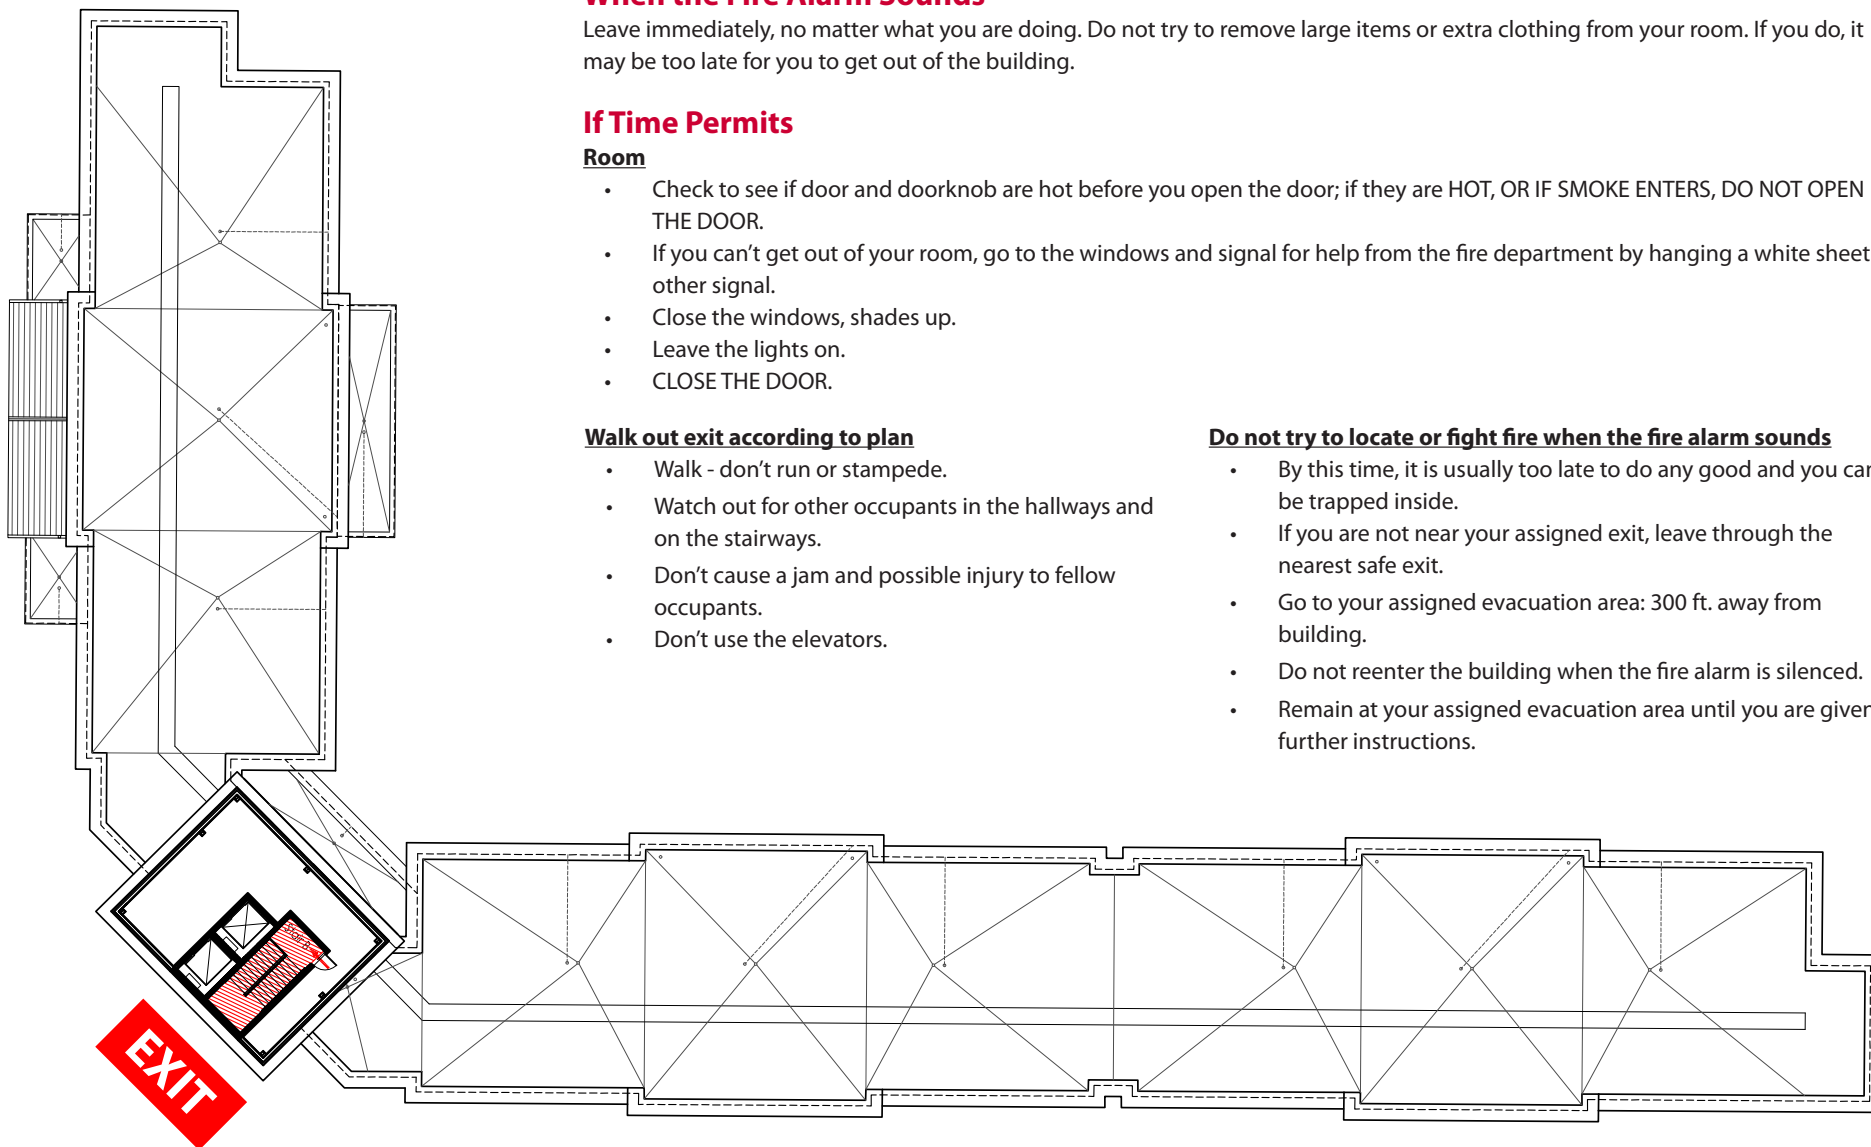 When the Fire Alarm Sounds
Leave immediately, no matter what you are doing. Do not try to remove large items or extra clothing from your room. If you do, it
may be too late for you to get out of the building.
If Time Permits
Room
• Check to see if door and doorknob are hot before you open the door; if they are HOT, OR IF SMOKE ENTERS, DO NOT OPEN
THE DOOR.
• If you can’t get out of your room, go to the windows and signal for help from the fire department by hanging a white sheet
other signal.
• Close the windows, shades up.
• Leave the lights on.
• CLOSE THE DOOR.
Walk out exit according to plan
• Walk - don’t run or stampede.
• Watch out for other occupants in the hallways and
on the stairways.
• Don’t cause a jam and possible injury to fellow
occupants.
• Don’t use the elevators.
Do not try to locate or fight fire when the fire alarm sounds
• By this time, it is usually too late to do any good and you can
be trapped inside.
• If you are not near your assigned exit, leave through the
nearest safe exit.
• Go to your assigned evacuation area: 300 ft. away from
building.
• Do not reenter the building when the fire alarm is silenced.
• Remain at your assigned evacuation area until you are given
further instructions.
EXIT